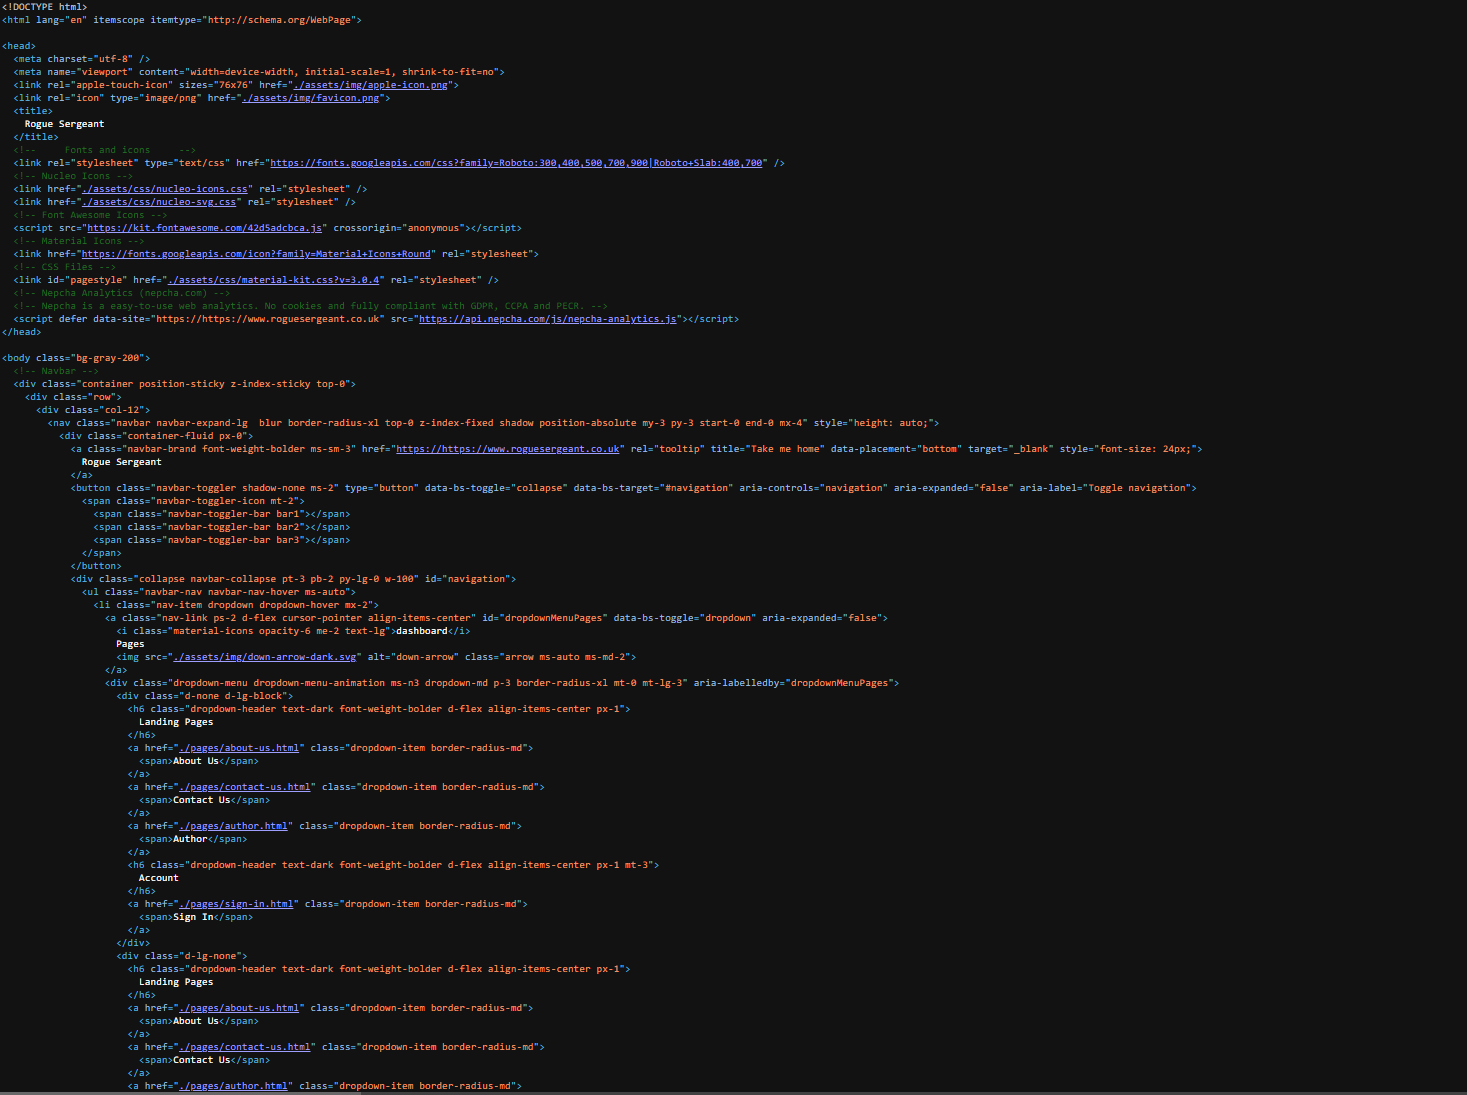 <!DOCTYPE html>
<html lang="en" itemscope itemtype="http://schema.org/WebPage">
<head>
<meta charset="utf-8" />
<meta name="viewport" content="width=device-width, initial-scale=1, shrink-to-fit=no">
<link rel="apple-touch-icon" sizes="76x76" href="./assets/img/apple-icon.png">
<link rel="icon" type="image/png" href="./assets/img/favicon.png">
<title>
Rogue Sergeant
</title>
<!--     Fonts and icons     -->
<link rel="stylesheet" type="text/css" href="https://fonts.googleapis.com/css?family=Roboto:300,400,500,700,900|Roboto+Slab:400,700" />
<!-- Nucleo Icons -->
<link href="./assets/css/nucleo-icons.css" rel="stylesheet" />
<link href="./assets/css/nucleo-svg.css" rel="stylesheet" />
<!-- Font Awesome Icons -->
<script src="https://kit.fontawesome.com/42d5adcbca.js" crossorigin="anonymous"></script>
<!-- Material Icons -->
<link href="https://fonts.googleapis.com/icon?family=Material+Icons+Round" rel="stylesheet">
<!-- CSS Files -->
<link id="pagestyle" href="./assets/css/material-kit.css?v=3.0.4" rel="stylesheet" />
<!-- Nepcha Analytics (nepcha.com) -->
<!-- Nepcha is a easy-to-use web analytics. No cookies and fully compliant with GDPR, CCPA and PECR. -->
<script defer data-site="https://https://www.roguesergeant.co.uk" src="https://api.nepcha.com/js/nepcha-analytics.js"></script>
</head>
<body class="bg-gray-200">
<!-- Navbar -->
<div class="container position-sticky z-index-sticky top-0">
<div class="row">
<div class="col-12">
<nav class="navbar navbar-expand-lg  blur border-radius-xl top-0 z-index-fixed shadow position-absolute my-3 py-3 start-0 end-0 mx-4" style="height: auto;">
<div class="container-fluid px-0">
<a class="navbar-brand font-weight-bolder ms-sm-3" href="https://https://www.roguesergeant.co.uk" rel="tooltip" title="Take me home" data-placement="bottom" target="_blank" style="font-size: 24px;">
Rogue Sergeant
</a>
<button class="navbar-toggler shadow-none ms-2" type="button" data-bs-toggle="collapse" data-bs-target="#navigation" aria-controls="navigation" aria-expanded="false" aria-label="Toggle navigation">
<span class="navbar-toggler-icon mt-2">
<span class="navbar-toggler-bar bar1"></span>
<span class="navbar-toggler-bar bar2"></span>
<span class="navbar-toggler-bar bar3"></span>
</span>
</button>
<div class="collapse navbar-collapse pt-3 pb-2 py-lg-0 w-100" id="navigation">
<ul class="navbar-nav navbar-nav-hover ms-auto">
<li class="nav-item dropdown dropdown-hover mx-2">
<a class="nav-link ps-2 d-flex cursor-pointer align-items-center" id="dropdownMenuPages" data-bs-toggle="dropdown" aria-expanded="false">
<i class="material-icons opacity-6 me-2 text-lg">dashboard</i>
Pages
<img src="./assets/img/down-arrow-dark.svg" alt="down-arrow" class="arrow ms-auto ms-md-2">
</a>
<div class="dropdown-menu dropdown-menu-animation ms-n3 dropdown-md p-3 border-radius-xl mt-0 mt-lg-3" aria-labelledby="dropdownMenuPages">
<div class="d-none d-lg-block">
<h6 class="dropdown-header text-dark font-weight-bolder d-flex align-items-center px-1">
Landing Pages
</h6>
<a href="./pages/about-us.html" class="dropdown-item border-radius-md">
<span>About Us</span>
</a>
<a href="./pages/contact-us.html" class="dropdown-item border-radius-md">
<span>Contact Us</span>
</a>
<a href="./pages/author.html" class="dropdown-item border-radius-md">
<span>Author</span>
</a>
<h6 class="dropdown-header text-dark font-weight-bolder d-flex align-items-center px-1 mt-3">
Account
</h6>
<a href="./pages/sign-in.html" class="dropdown-item border-radius-md">
<span>Sign In</span>
</a>
</div>
<div class="d-lg-none">
<h6 class="dropdown-header text-dark font-weight-bolder d-flex align-items-center px-1">
Landing Pages
</h6>
<a href="./pages/about-us.html" class="dropdown-item border-radius-md">
<span>About Us</span>
</a>
<a href="./pages/contact-us.html" class="dropdown-item border-radius-md">
<span>Contact Us</span>
</a>
<a href="./pages/author.html" class="dropdown-item border-radius-md">